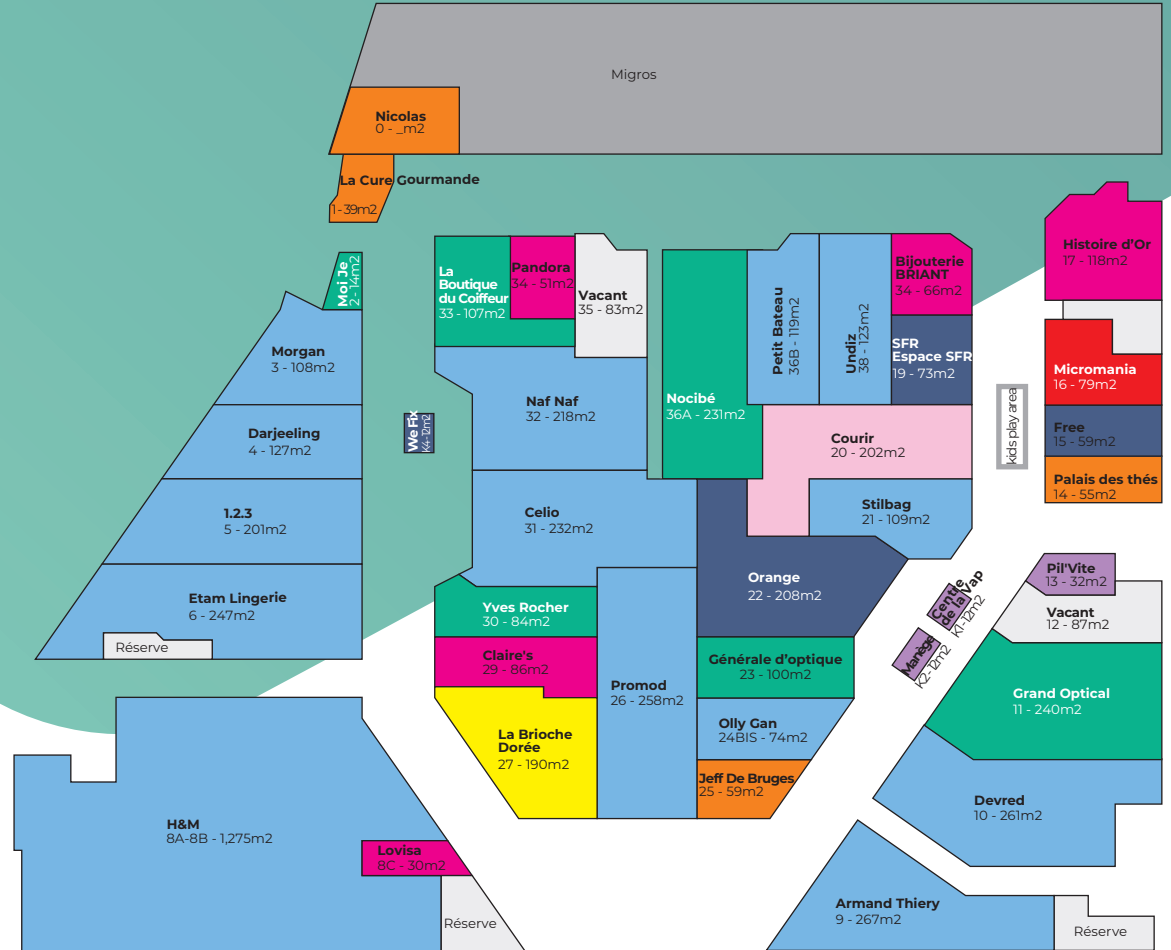 Migros
Nicolas
0 - _m2
La Cure Gourmande
1 - 39m2
Moi Je
2 - 14m2
Morgan
3 - 108m2
Darjeeling
4 - 127m2
1.2.3
5 - 201m2
Etam Lingerie
6 - 247m2
Réserve
We Fix
K4 - 12m2
La
Boutique
du Coiffeur
33 - 107m2
Pandora
34 - 51m2
Vacant
35 - 83m2
Naf Naf
32 - 218m2
Celio
31 - 232m2
Yves Rocher
30 - 84m2
Claire's
29 - 86m2
La Brioche
Dorée
27 - 190m2
Promod
26 - 258m2
Nocibé
36A - 231m2
Petit Bateau
36B - 119m2
Undiz
38 - 123m2
Bijouterie
BRIANT
34 - 66m2
SFR
Espace SFR
19 - 73m2
Courir
20 - 202m2
Stilbag
21 - 109m2
Orange
22 - 208m2
Générale d'optique
23 - 100m2
Olly Gan
24BIS - 74m2
Jeff De Bruges
25 - 59m2
Histoire d'Or
17 - 118m2
Micromania
16 - 79m2
Free
15 - 59m2
Palais des thés
14 - 55m2
kids play area
Pil'Vite
13 - 32m2
Vacant
12 - 87m2
Centre
de la Vap
K1-12m2
Manège
K2-12m2
Grand Optical
11 - 240m2
Devred
10 - 261m2
Armand Thiery
9 - 267m2
Réserve
H&M
8A-8B - 1,275m2
Lovisa
8C - 30m2
Réserve